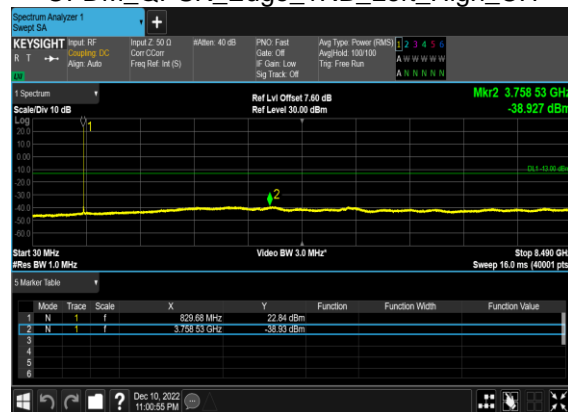 Spectrum Analyzer 1
Swept SA
+
KEYSIGHT Input: RF Input Z: 50 Ω #Atten: 40 dB PNO: Fast Avg Type: Power (RMS) 1 2 3 4 5 6
R T Coupling: DC Corr CCorr Gate: Off Avg|Hold: 100/100 A W W W W W
Align: Auto Freq Ref: Int (S) IF Gain: Low Trig: Free Run
LW Sig Track: Off A N N N N N
1 Spectrum Ref Lvl Offset 7.60 dB Mkr2 3.758 53 GHz
Scale/Div 10 dB Ref Level 30.00 dBm -38.927 dBm
Log
20.0
10.0
0.00
-10.0
-20.0
-30.0
-40.0
-50.0
-60.0
1
DL1 -13.00 dBm
2
Start 30 MHz Video BW 3.0 MHz* Stop 8.490 GHz
#Res BW 1.0 MHz Sweep 16.0 ms (40001 pts)
5 Marker Table
Mode Trace Scale X Y Function Function Width Function Value
1 N 1 f 829.68 MHz 22.84 dBm
2 N 1 f 3.758 53 GHz -38.93 dBm
3
4
5
6
? Dec 10, 2022
11:00:55 PM